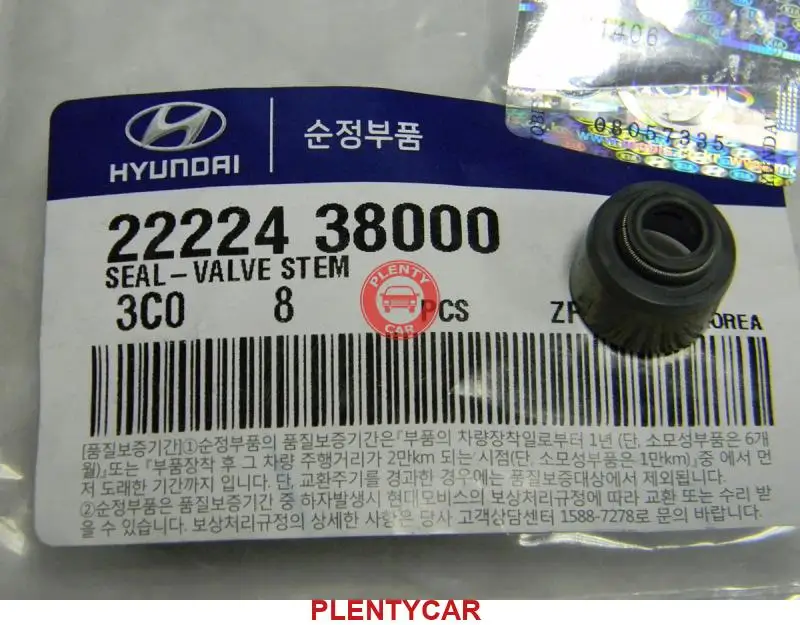 1406
08057335
HYUNDAI
순정부품
22224 38000
SEAL-VALVE STEM
3C0 8 PCS
PLENTY
CAR
[품질보증기간]①순정부품의 품질보증기간은『부품의 차량장착일로부터 1년 (단, 소모성부품은 6개
월)』또는『부품장착 후 그 차량 주행거리가 2만km 되는 시점(단, 소모성부품은 1만km)』중 에서 먼
저 도래한 기간까지 입니다. 단, 교환주기를 경과한 경우에는 품질보증대상에서 제외됩니다.
②순정부품은 품질보증기간 중 하자발생시 현대모비스의 보상처리규정에 따라 교환 또는 수리 받
을 수 있습니다. 보상처리규정의 상세한 사항은 당사 고객상담센터 1588-7278로 문의 바랍니다.
PLENTYCAR